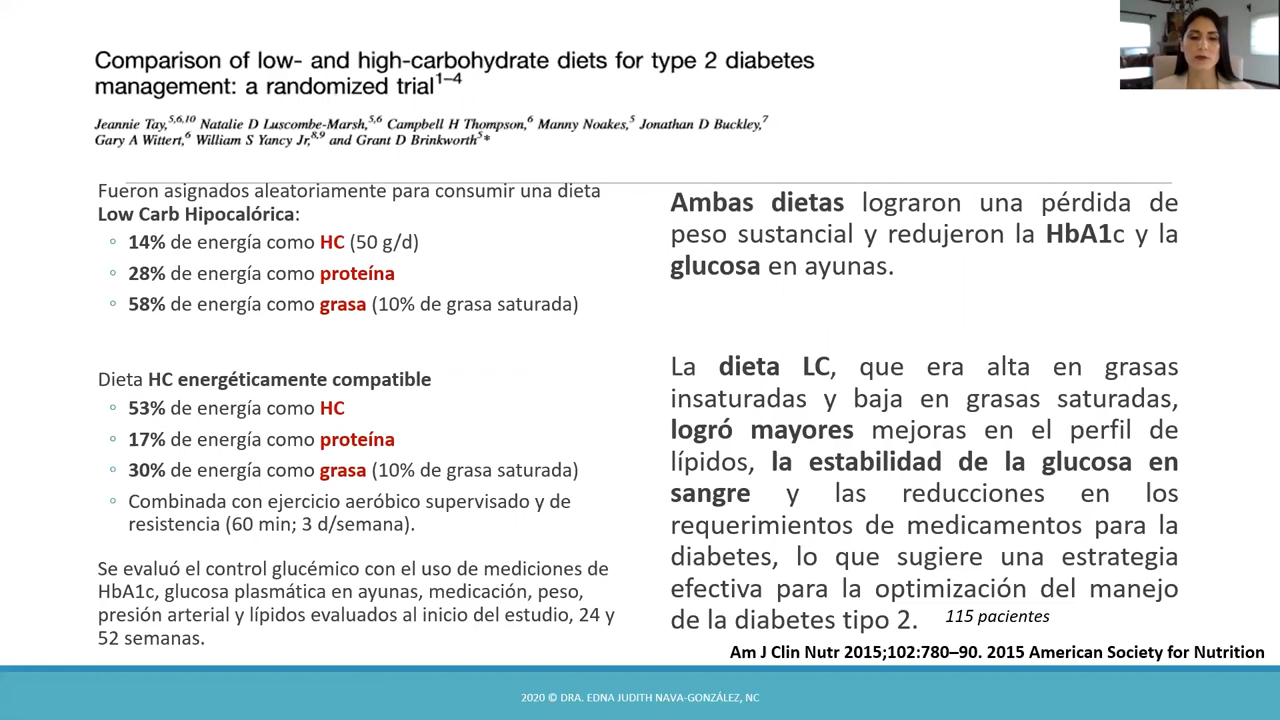 Comparison of low- and high-carbohydrate diets for type 2 diabetes
management: a randomized trial1–4
Jeannie Tay,5,6,10 Natalie D Luscombe-Marsh,5,6 Campbell H Thompson,6 Manny Noakes,5 Jonathan D Buckley,7
Gary A Wittert,6 William S Yancy Jr,8,9 and Grant D Brinkworth5*
Fueron asignados aleatoriamente para consumir una dieta
Low Carb Hipocalórica:
◦ 14% de energía como HC (50 g/d)
◦ 28% de energía como proteína
◦ 58% de energía como grasa (10% de grasa saturada)
Dieta HC energéticamente compatible
◦ 53% de energía como HC
◦ 17% de energía como proteína
◦ 30% de energía como grasa (10% de grasa saturada)
◦ Combinada con ejercicio aeróbico supervisado y de
resistencia (60 min; 3 d/semana).
Se evaluó el control glucémico con el uso de mediciones de
HbA1c, glucosa plasmática en ayunas, medicación, peso,
presión arterial y lípidos evaluados al inicio del estudio, 24 y
52 semanas.
Ambas dietas lograron una pérdida de
peso sustancial y redujeron la HbA1c y la
glucosa en ayunas.
La dieta LC, que era alta en grasas
insaturadas y baja en grasas saturadas,
logró mayores mejoras en el perfil de
lípidos, la estabilidad de la glucosa en
sangre y las reducciones en los
requerimientos de medicamentos para la
diabetes, lo que sugiere una estrategia
efectiva para la optimización del manejo
de la diabetes tipo 2. 115 pacientes
Am J Clin Nutr 2015;102:780–90. 2015 American Society for Nutrition
2020 © DRA. EDNA JUDITH NAVA-GONZÁLEZ, NC